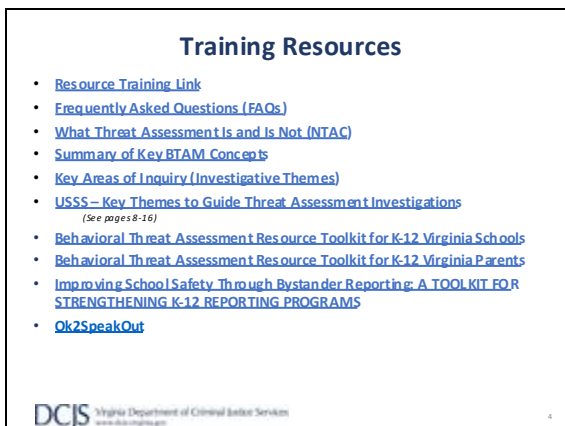 Training Resources
• Resource Training Link
• Frequently Asked Questions (FAQs)
• What Threat Assessment Is and Is Not (NTAC)
• Summary of Key BTAM Concepts
• Key Areas of Inquiry (Investigative Themes)
• USSS – Key Themes to Guide Threat Assessment Investigations
(See pages 8-16)
• Behavioral Threat Assessment Resource Toolkit for K-12 Virginia Schools
• Behavioral Threat Assessment Resource Toolkit for K-12 Virginia Parents
• Improving School Safety Through Bystander Reporting: A TOOLKIT FOR
STRENGTHENING K-12 REPORTING PROGRAMS
• Ok2SpeakOut
DCJS Virginia Department of Criminal Justice Services
www.dcjs.virginia.gov
4